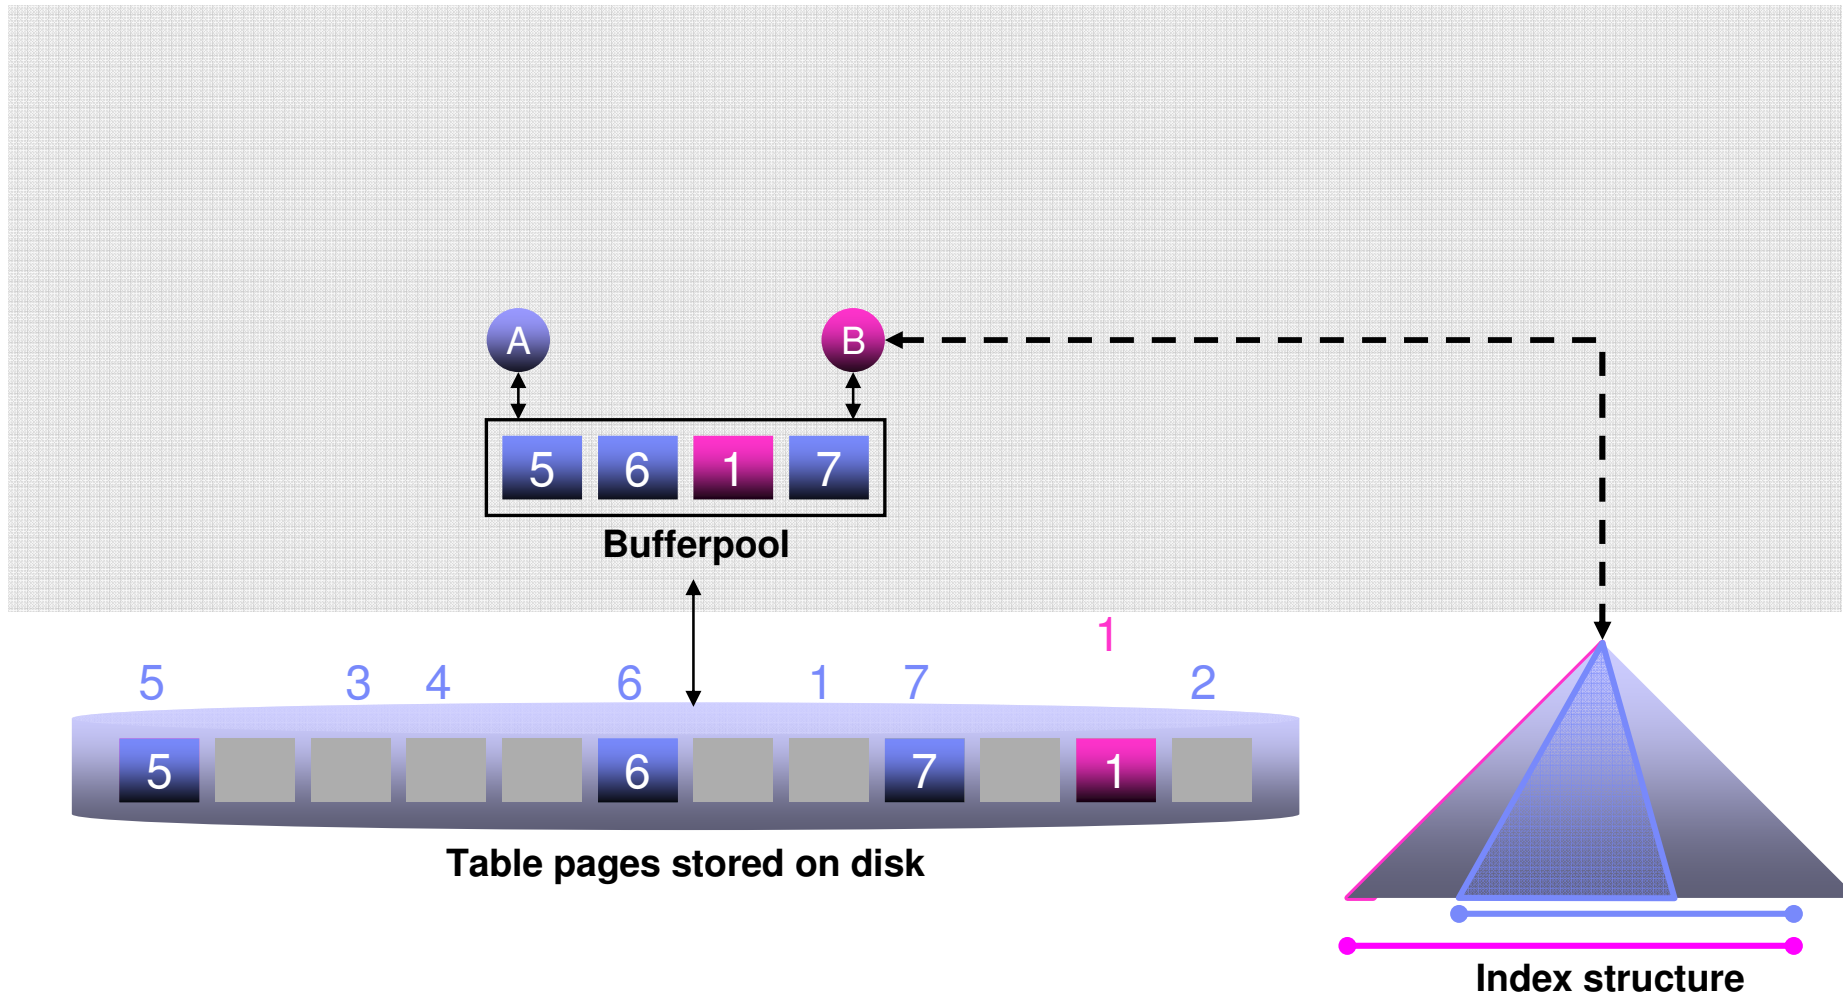 A B
5 6 1 7
Bufferpool
1
5 3 4 6 1 7 2
5 6 7 1
Table pages stored on disk
Index structure